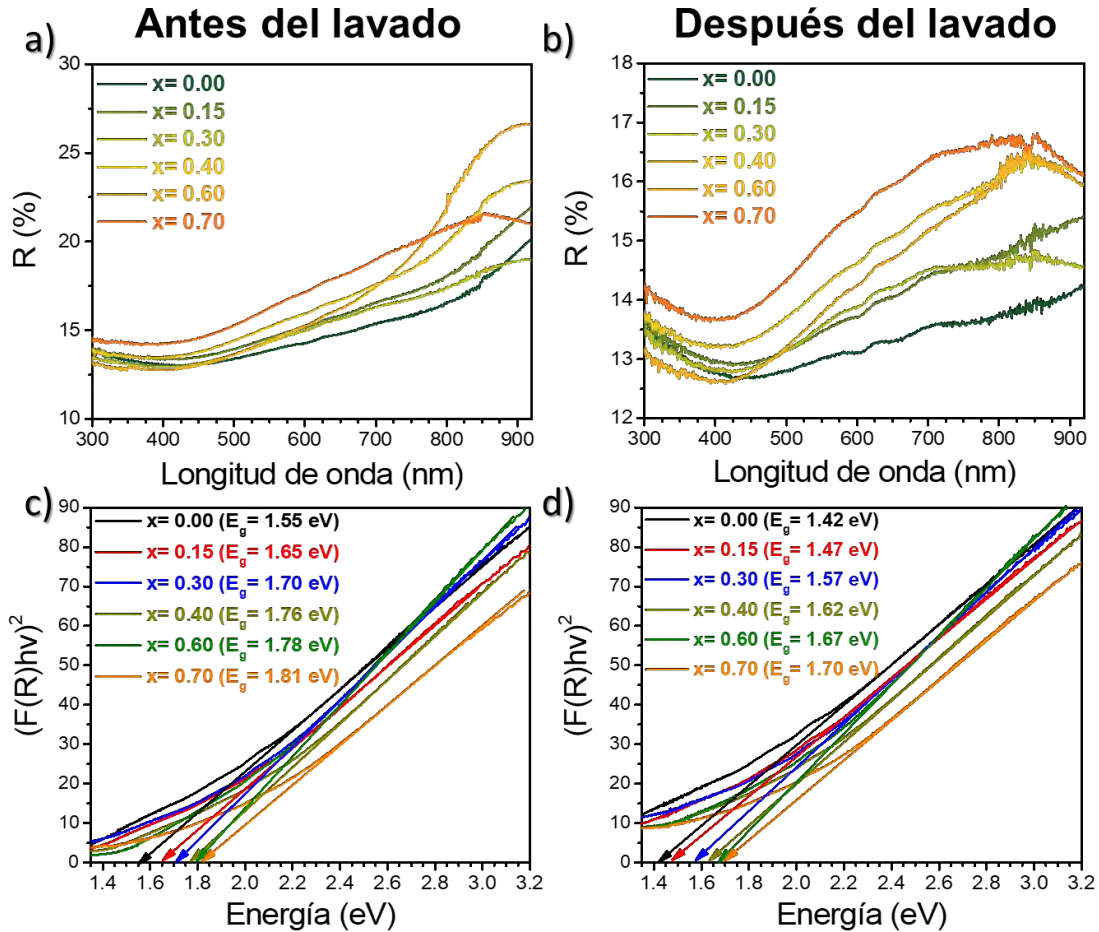 Antes del lavado
Después del lavado
a)
30
25
20
15
10
R (%)
x= 0.00
x= 0.15
x= 0.30
x= 0.40
x= 0.60
x= 0.70
300 400 500 600 700 800 900
Longitud de onda (nm)
b)
18
17
16
15
14
13
12
R (%)
x= 0.00
x= 0.15
x= 0.30
x= 0.40
x= 0.60
x= 0.70
300 400 500 600 700 800 900
Longitud de onda (nm)
c)
90
80
70
60
50
40
30
20
10
0
(F(R)hv)²
x= 0.00 (Eg= 1.55 eV)
x= 0.15 (Eg= 1.65 eV)
x= 0.30 (Eg= 1.70 eV)
x= 0.40 (Eg= 1.76 eV)
x= 0.60 (Eg= 1.78 eV)
x= 0.70 (Eg= 1.81 eV)
1.4 1.6 1.8 2.0 2.2 2.4 2.6 2.8 3.0 3.2
Energía (eV)
d)
90
80
70
60
50
40
30
20
10
0
(F(R)hv)²
x= 0.00 (Eg= 1.42 eV)
x= 0.15 (Eg= 1.47 eV)
x= 0.30 (Eg= 1.57 eV)
x= 0.40 (Eg= 1.62 eV)
x= 0.60 (Eg= 1.67 eV)
x= 0.70 (Eg= 1.70 eV)
1.4 1.6 1.8 2.0 2.2 2.4 2.6 2.8 3.0 3.2
Energía (eV)